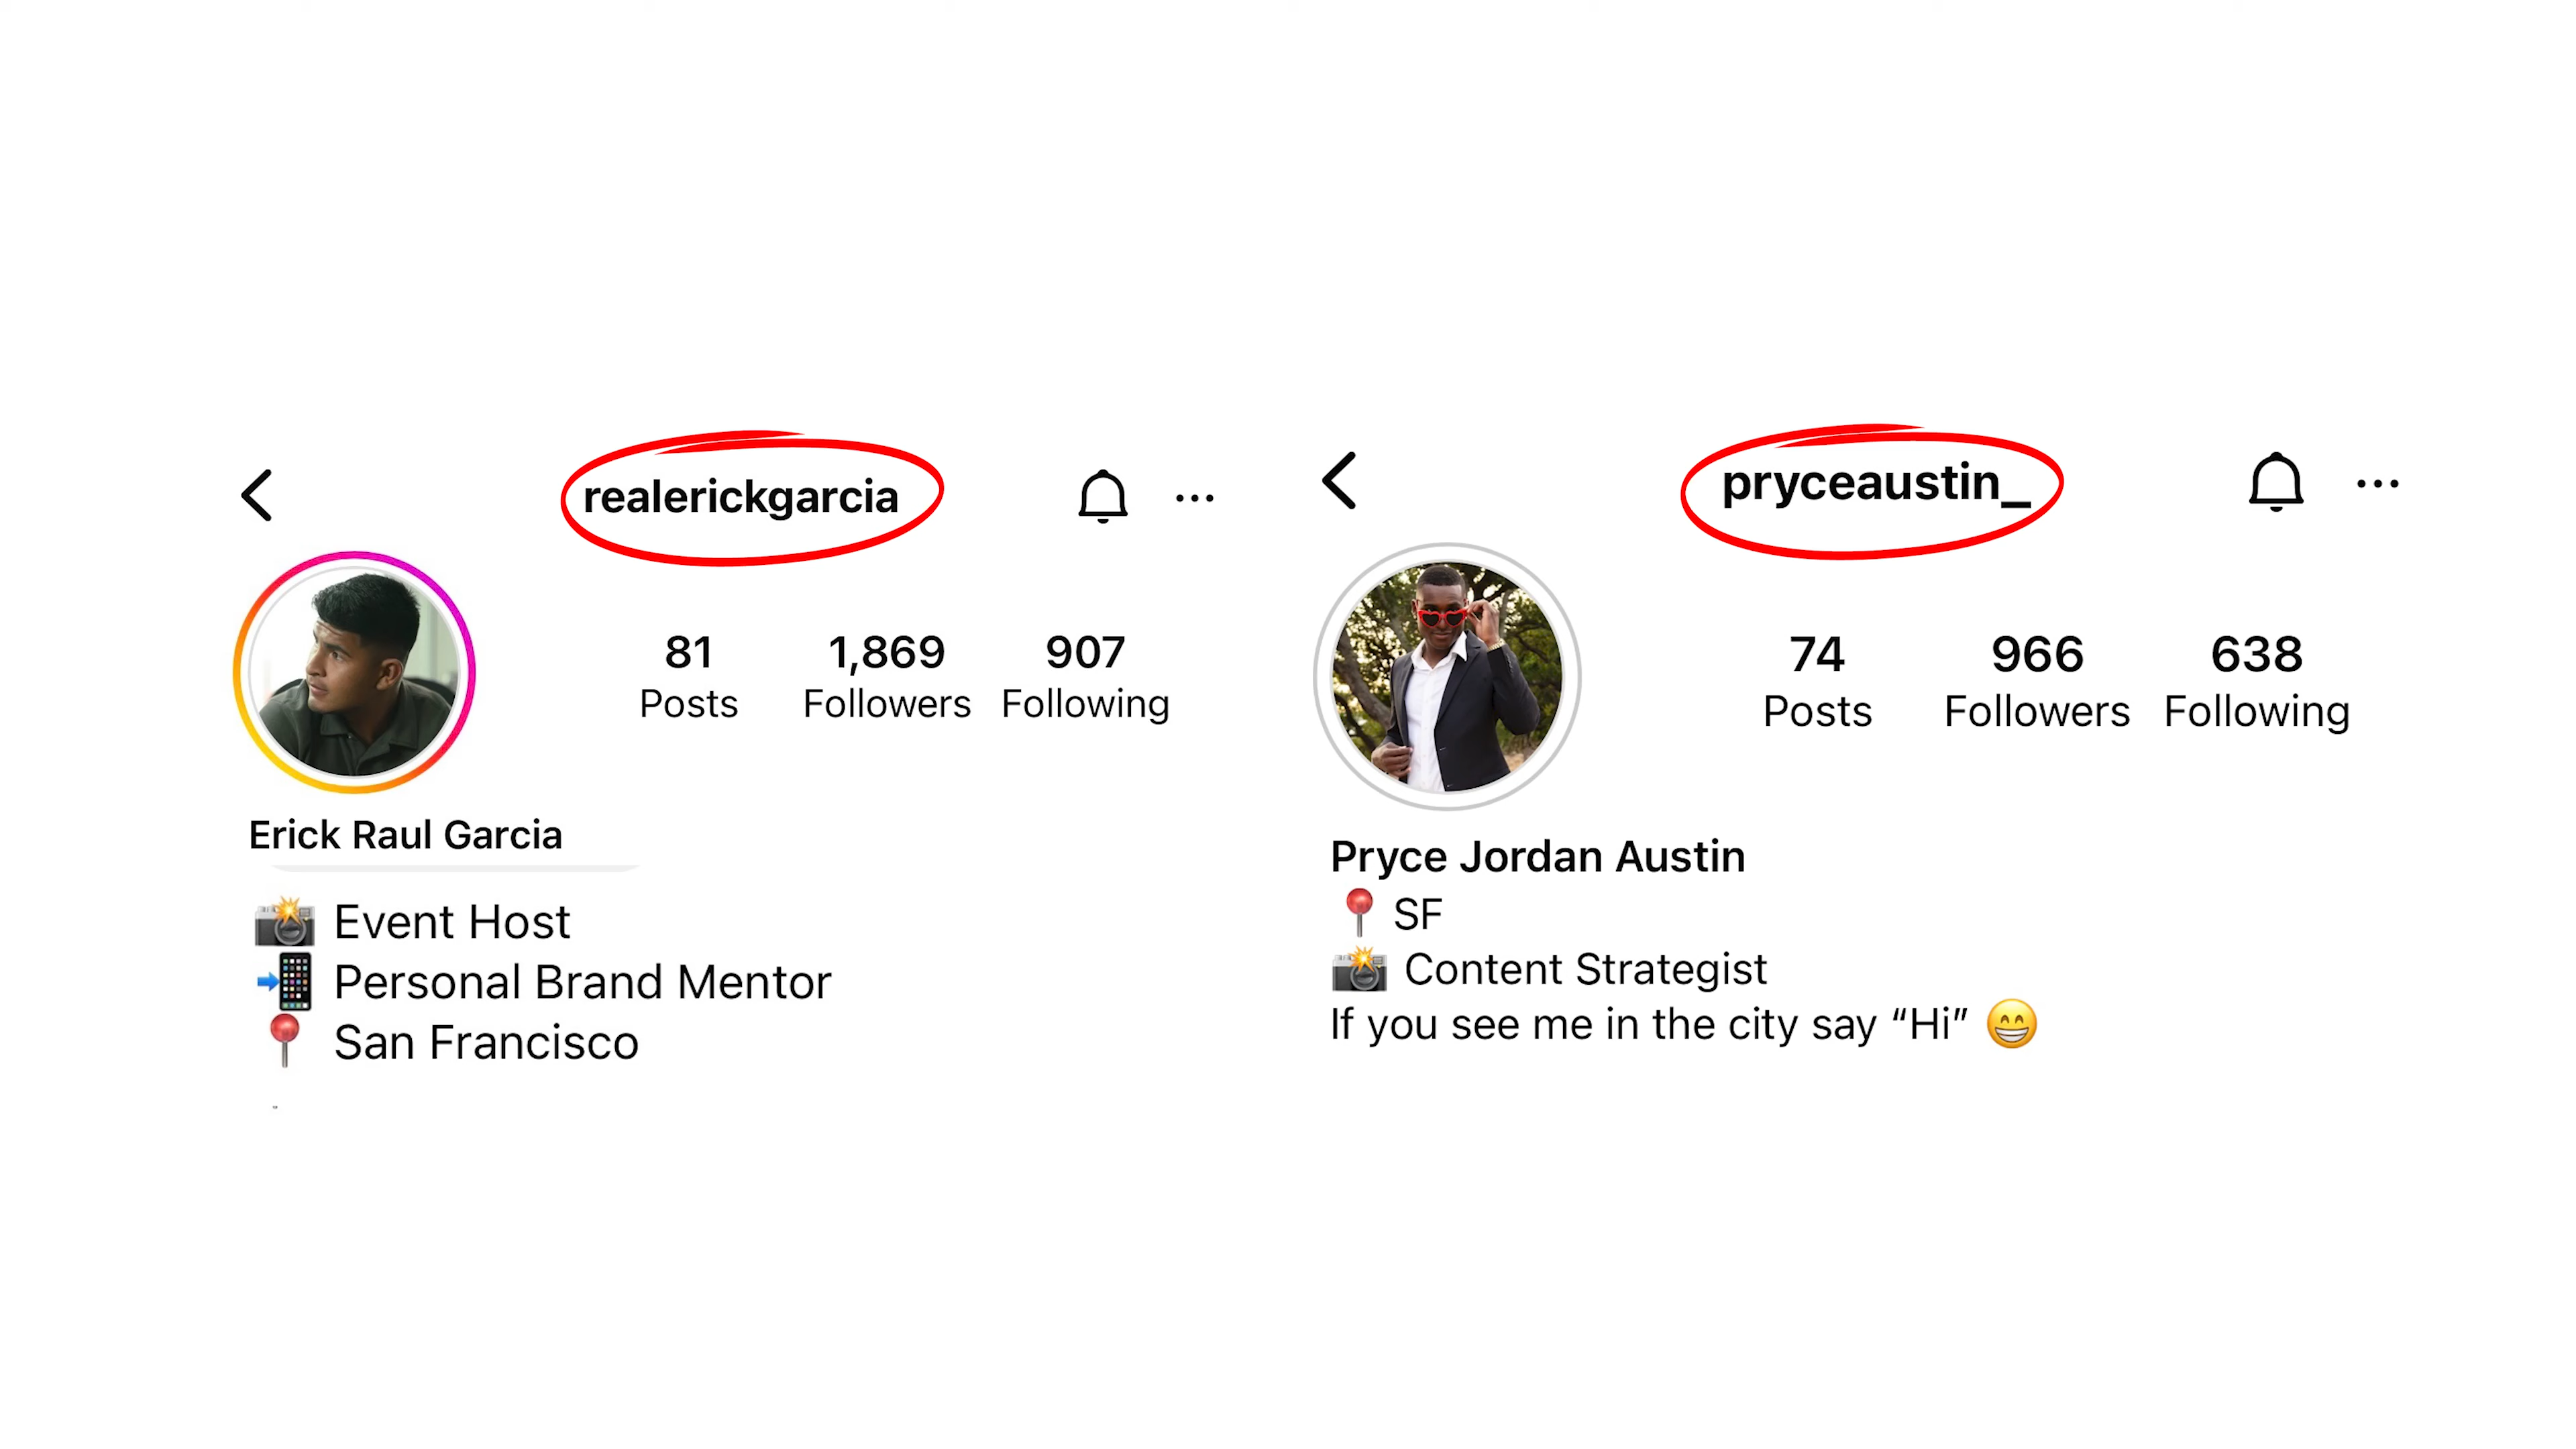 realerickgarcia
81 1,869 907
Posts Followers Following
Erick Raul Garcia
📸 Event Host
📲 Personal Brand Mentor
📍 San Francisco
pryceaustin_
74 966 638
Posts Followers Following
Pryce Jordan Austin
📍 SF
📸 Content Strategist
If you see me in the city say “Hi” 😁